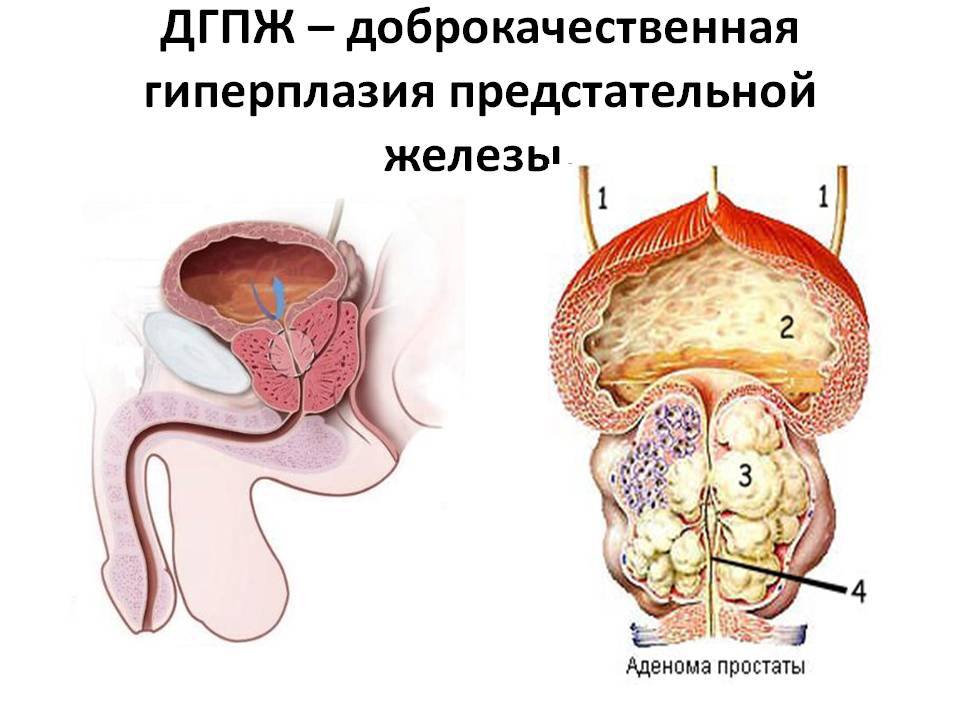 ДГПЖ – доброкачественная
гиперплазия предстательной
железы
1 1
2
3
4
Аденома простаты